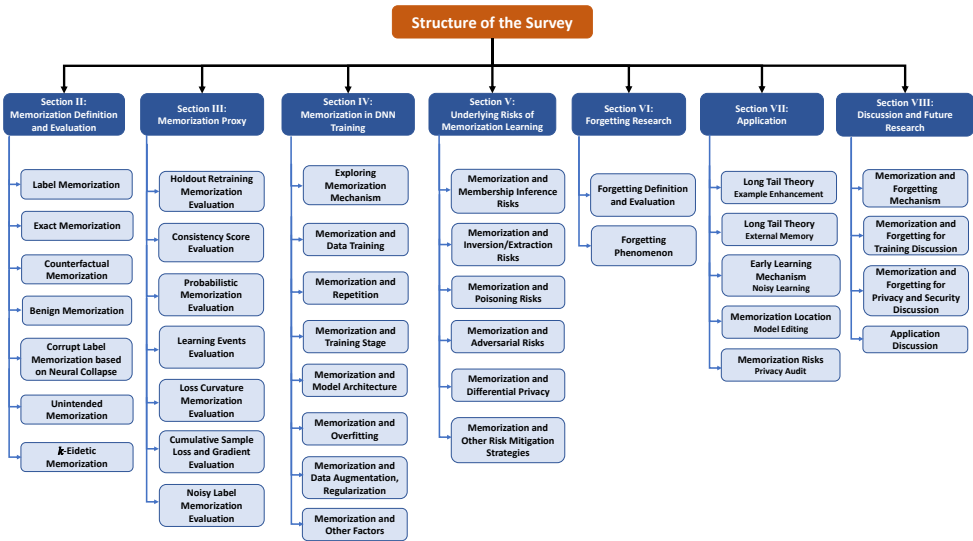 Structure of the Survey
Section II:
Memorization Definition
and Evaluation
Label Memorization
Exact Memorization
Counterfactual
Memorization
Benign Memorization
Corrupt Label
Memorization based
on Neural Collapse
Unintended
Memorization
k-Eidetic
Memorization
Section III:
Memorization Proxy
Holdout Retraining
Memorization
Evaluation
Consistency Score
Evaluation
Probabilistic
Memorization
Evaluation
Learning Events
Evaluation
Loss Curvature
Memorization
Evaluation
Cumulative Sample
Loss and Gradient
Evaluation
Noisy Label
Memorization
Evaluation
Section IV:
Memorization in DNN
Training
Exploring
Memorization
Mechanism
Memorization and
Data Training
Memorization and
Repetition
Memorization and
Training Stage
Memorization and
Model Architecture
Memorization and
Overfitting
Memorization and
Data Augmentation,
Regularization
Memorization and
Other Factors
Section V:
Underlying Risks of
Memorization Learning
Memorization and
Membership Inference
Risks
Memorization and
Inversion/Extraction
Risks
Memorization and
Poisoning Risks
Memorization and
Adversarial Risks
Memorization and
Differential Privacy
Memorization and
Other Risk Mitigation
Strategies
Section VI:
Forgetting Research
Forgetting Definition
and Evaluation
Forgetting
Phenomenon
Section VII:
Application
Long Tail Theory
Example Enhancement
Long Tail Theory
External Memory
Early Learning
Mechanism
Noisy Learning
Memorization Location
Model Editing
Memorization Risks
Privacy Audit
Section VIII:
Discussion and Future
Research
Memorization and
Forgetting
Mechanism
Memorization and
Forgetting for
Training Discussion
Memorization and
Forgetting for
Privacy and Security
Discussion
Application
Discussion